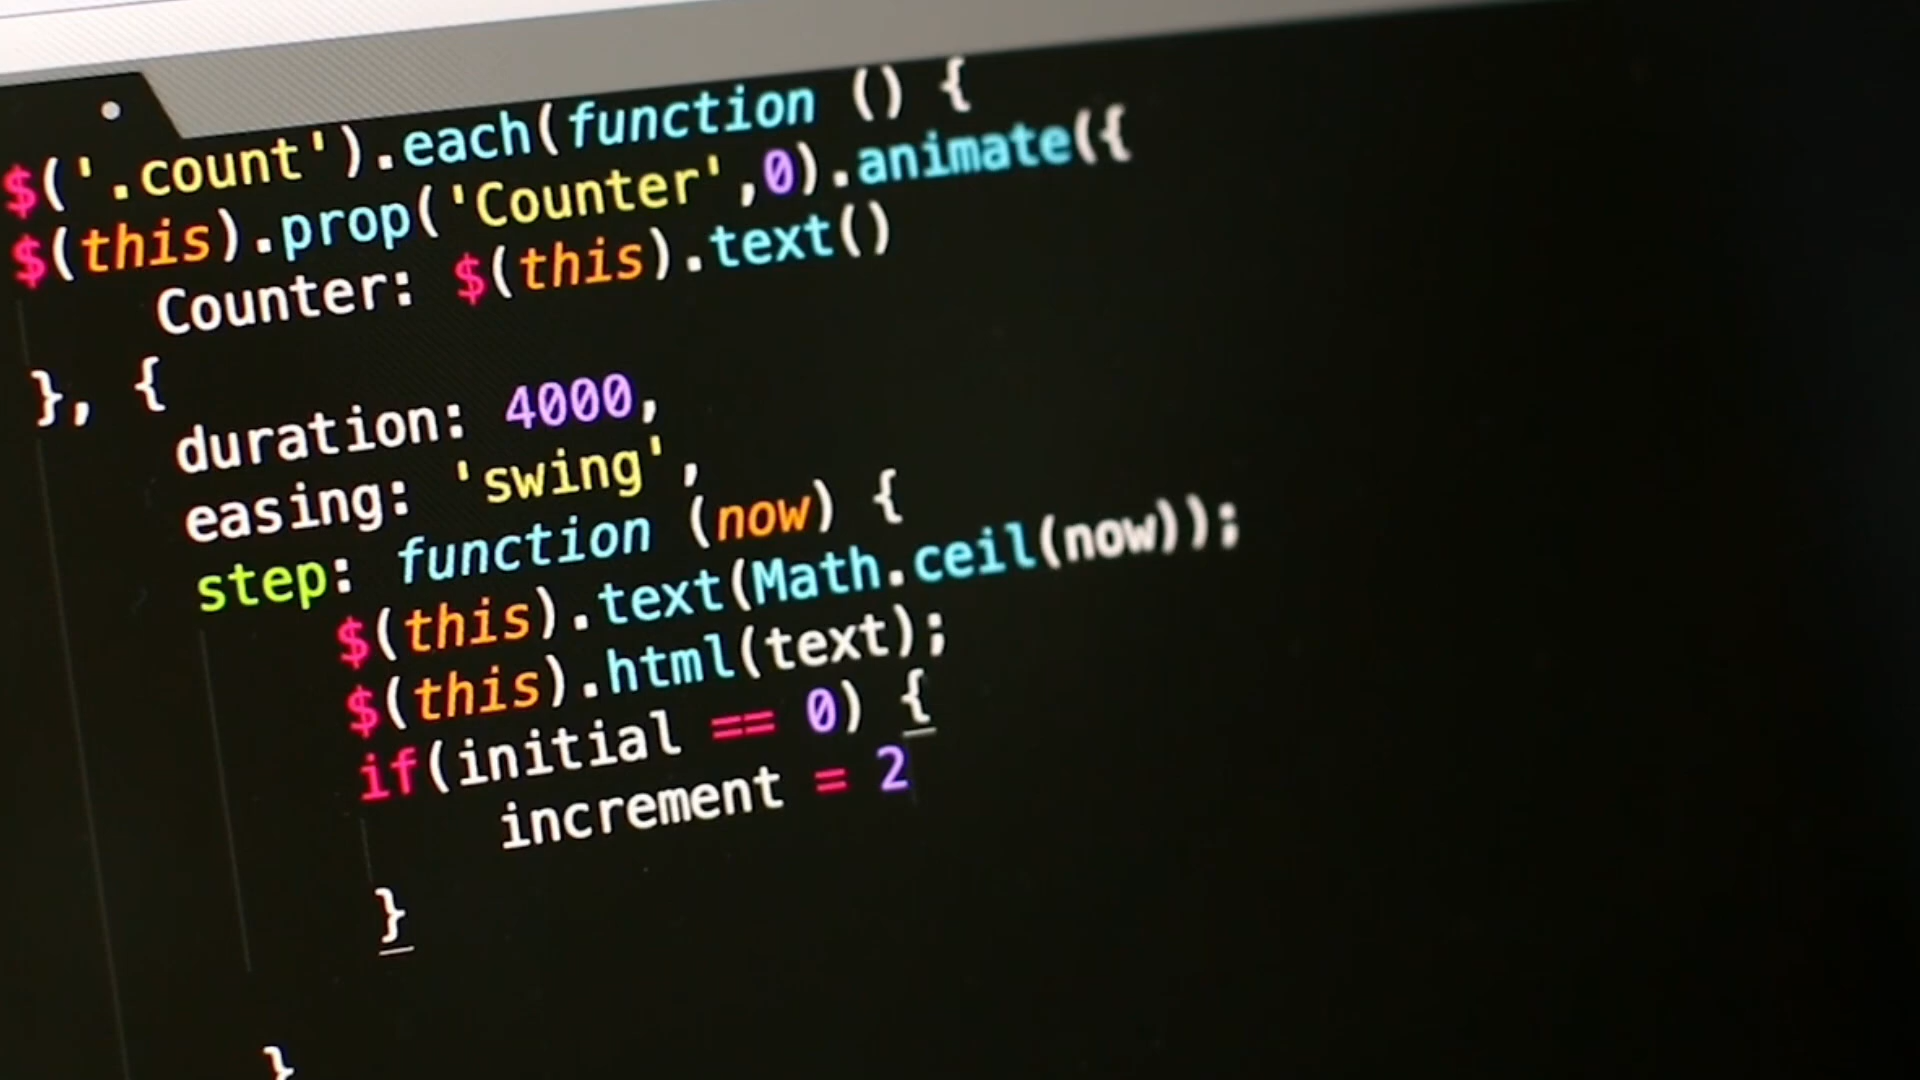 $('.count').each(function () {
$(this).prop('Counter',0).animate({
Counter: $(this).text()
}, {
duration: 4000,
easing: 'swing',
step: function (now) {
$(this).text(Math.ceil(now));
$(this).html(text);
if(initial == 0) {
increment = 2
}
}